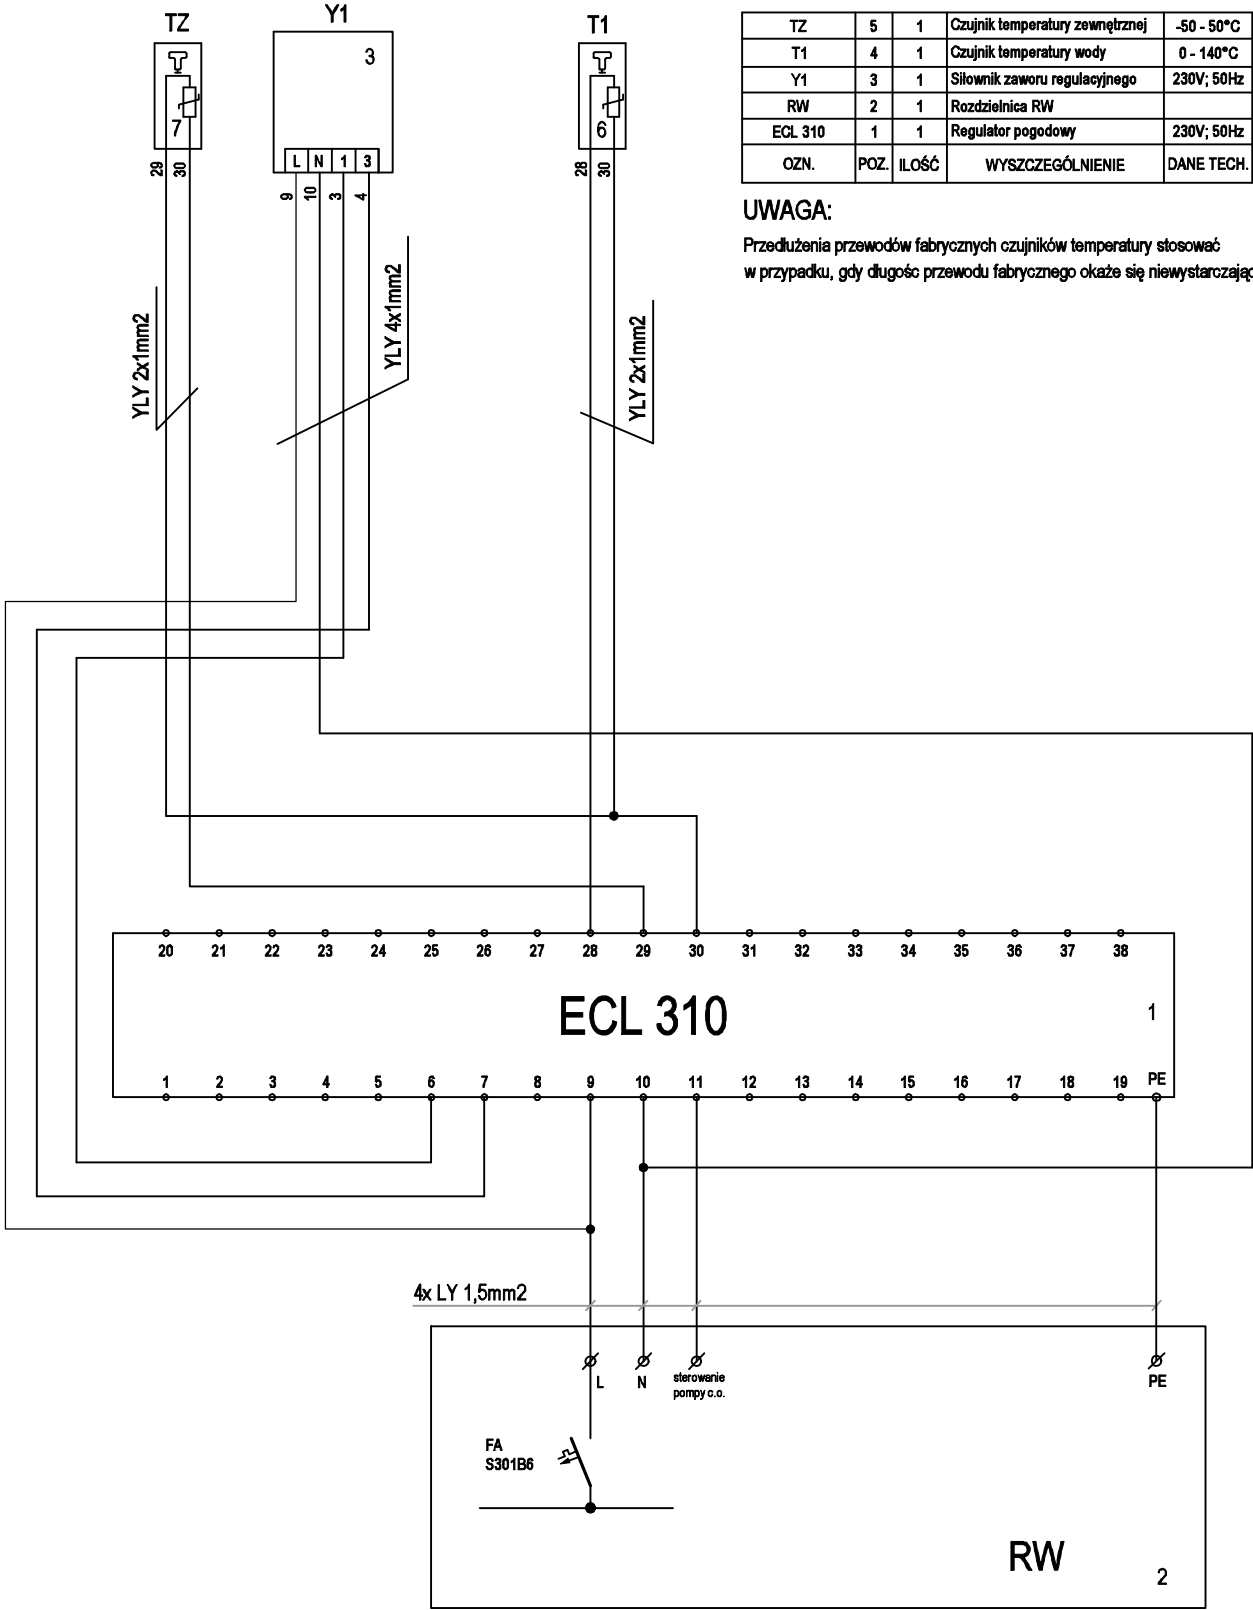 TZ
Y1
T1
3
7
6
L N 1 3
29
30
9
10
3
4
28
30
TZ 5 1 Czujnik temperatury zewnętrznej -50 - 50°C
T1 4 1 Czujnik temperatury wody 0 - 140°C
Y1 3 1 Siłownik zaworu regulacyjnego 230V; 50Hz
RW 2 1 Rozdzielnica RW
ECL 310 1 1 Regulator pogodowy 230V; 50Hz
OZN. POZ. ILOŚĆ WYSZCZEGÓLNIENIE DANE TECH.
UWAGA:
Przedłużenia przewodów fabrycznych czujników temperatury stosować
w przypadku, gdy długośc przewodu fabrycznego okaże się
YLY 2x1mm2
YLY 4x1mm2
YLY 2x1mm2
20 21 22 23 24 25 26 27 28 29 30 31 32 33 34 35 36 37 38
ECL 310
1
1 2 3 4 5 6 7 8 9 10 11 12 13 14 15 16 17 18 19 PE
4x LY 1,5mm2
L N sterowanie PE
pompy c.o.
FA
S301B6
RW
2